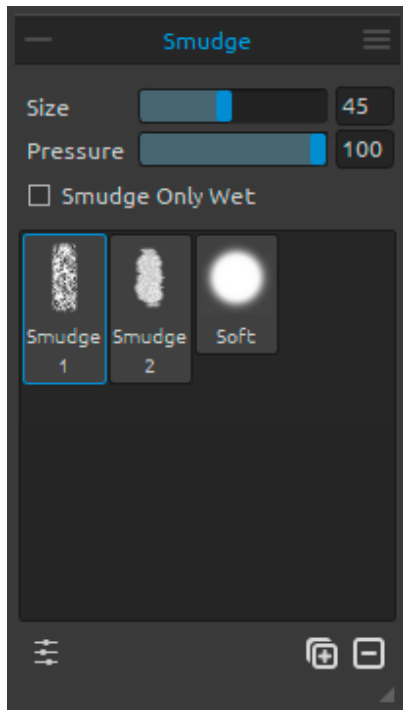 Smudge
Size 45
Pressure 100
Smudge Only Wet
Smudge Smudge Soft
1 2